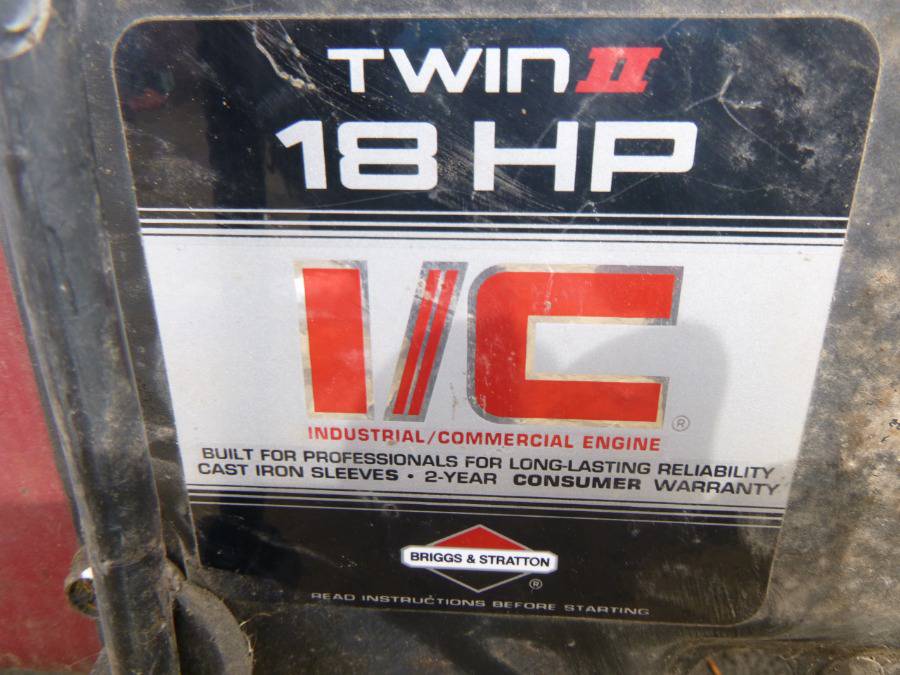 TWIN II
18 HP
I/C ®
INDUSTRIAL/COMMERCIAL ENGINE
BUILT FOR PROFESSIONALS FOR LONG-LASTING RELIABILITY
CAST IRON SLEEVES • 2-YEAR CONSUMER WARRANTY
BRIGGS & STRATTON ®
READ INSTRUCTIONS BEFORE STARTING